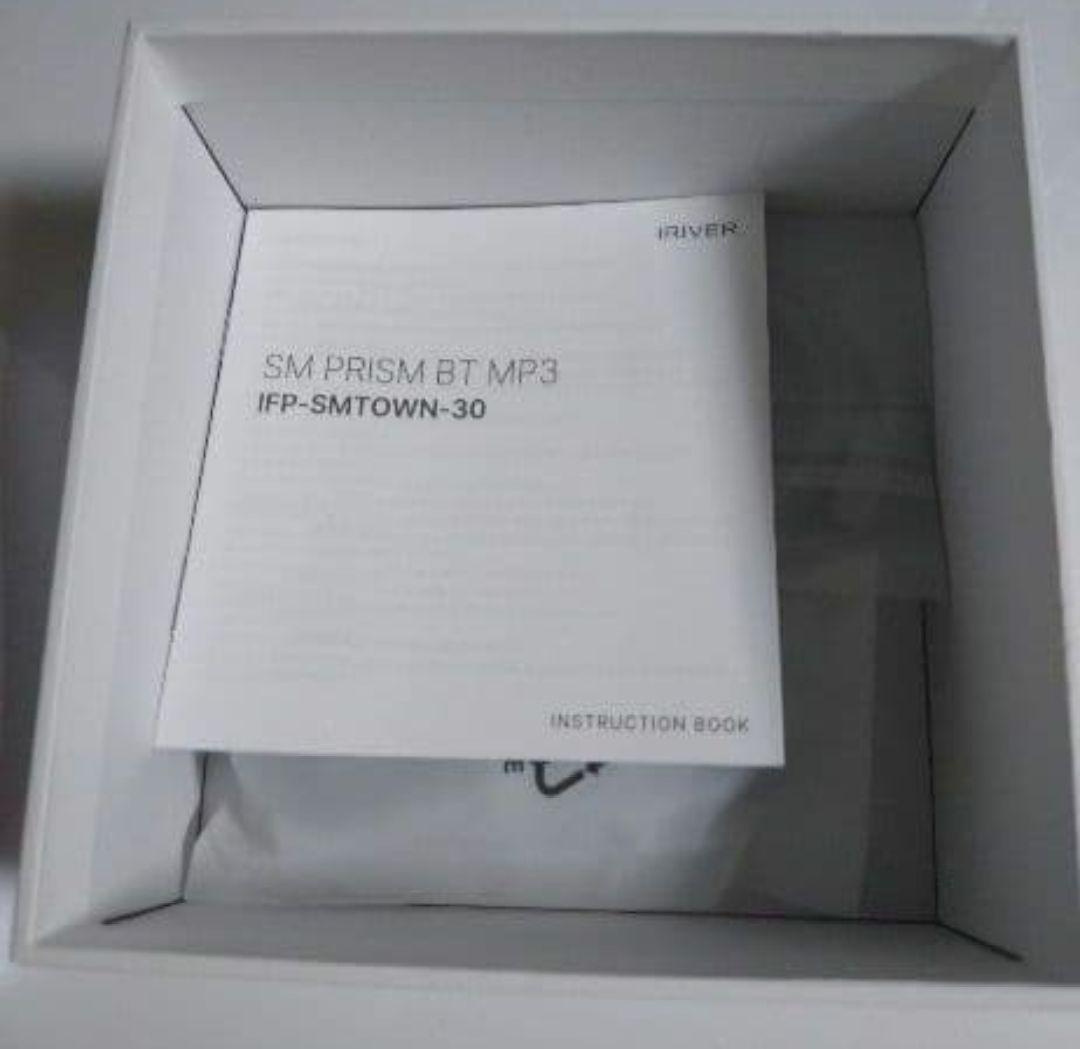 IRIVER
SM PRISM BT MP3
IFP-SMTOWN-30
INSTRUCTION BOOK